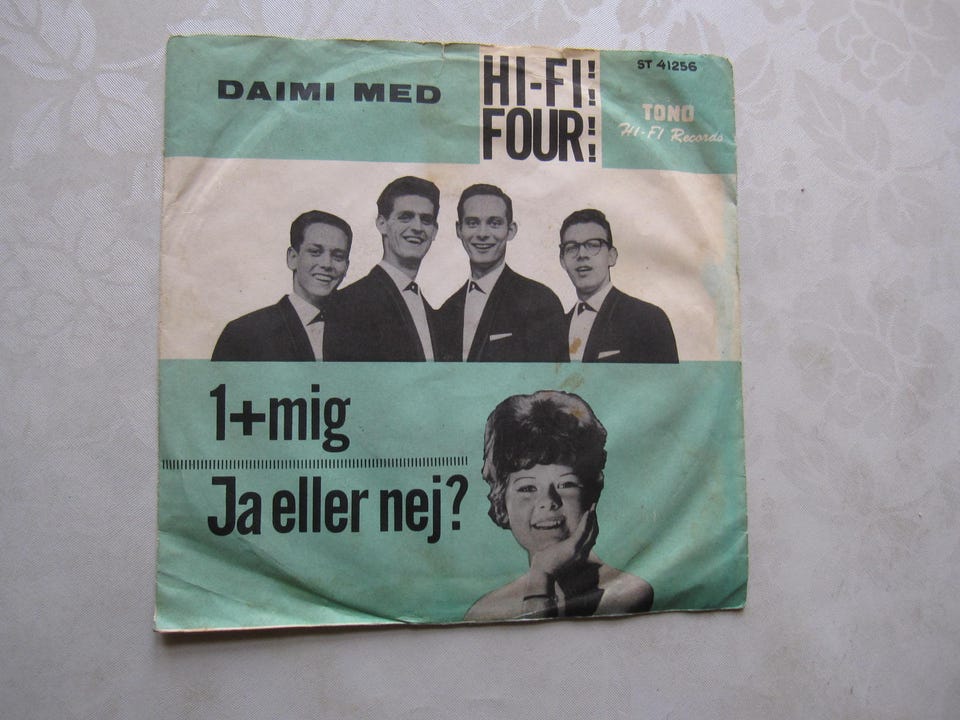 DAIMI MED
HI-FI!!
FOUR!!
ST 41256
TONO
HI-FI Records
1+mig
Ja eller nej?